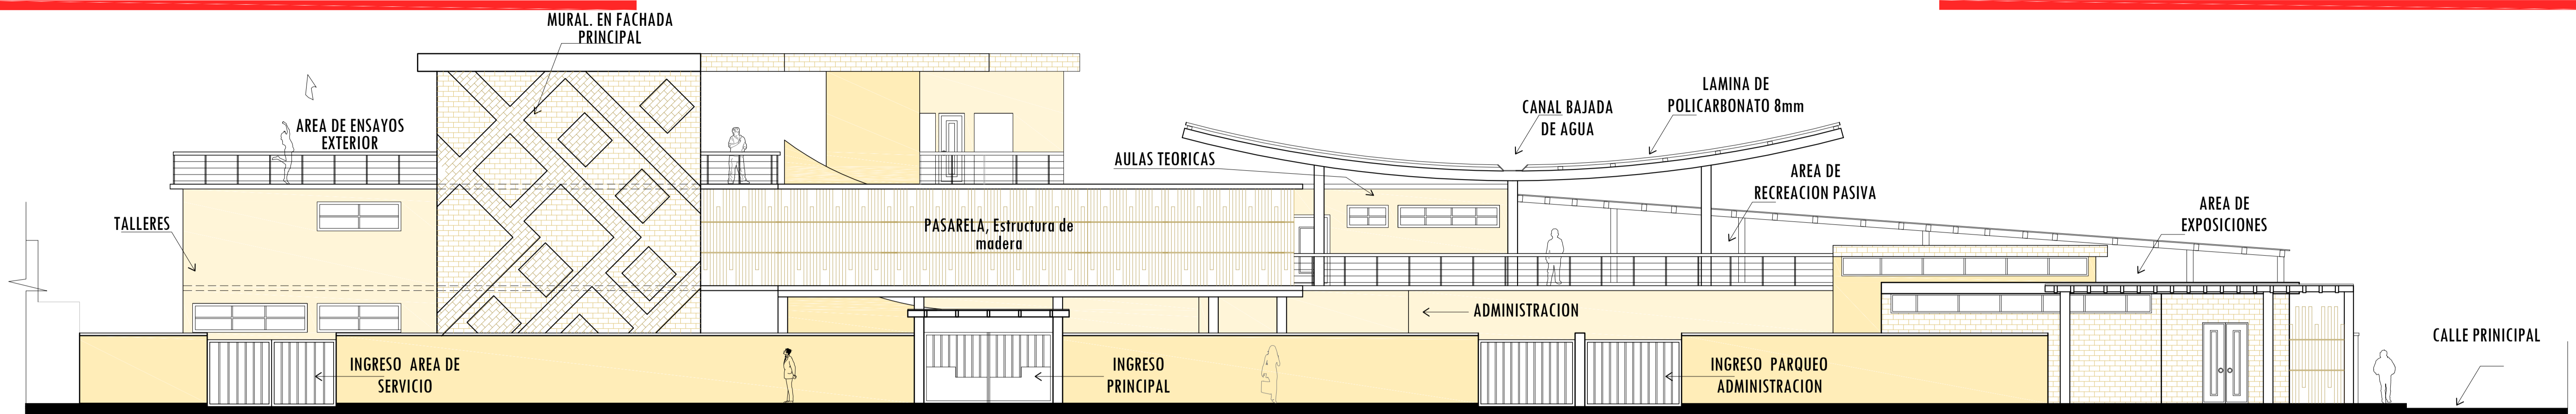 MURAL. EN FACHADA
PRINCIPAL
AREA DE ENSAYOS
EXTERIOR
TALLERES
PASARELA, Estructura de
madera
AULAS TEORICAS
CANAL BAJADA
DE AGUA
LAMINA DE
POLICARBONATO 8mm
AREA DE
RECREACION PASIVA
AREA DE
EXPOSICIONES
ADMINISTRACION
INGRESO AREA DE
SERVICIO
INGRESO
PRINCIPAL
INGRESO PARQUEO
ADMINISTRACION
CALLE PRINICIPAL